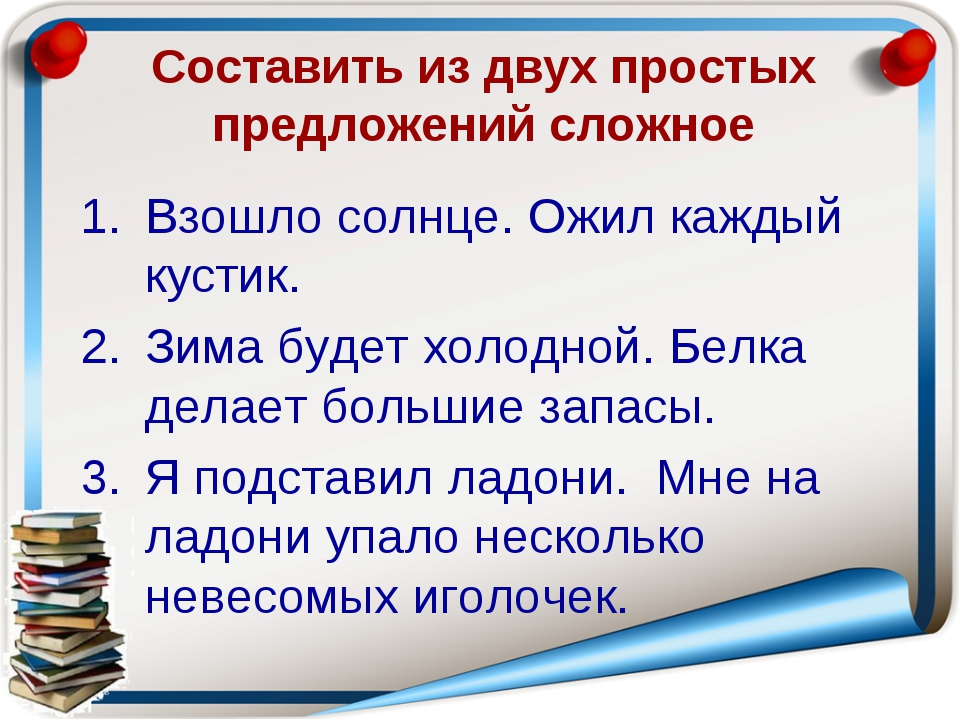 Составить из двух простых
предложений сложное
1. Взошло солнце. Ожил каждый
кустик.
2. Зима будет холодной. Белка
делает большие запасы.
3. Я подставил ладони.  Мне на
ладони упало несколько
невесомых иголочек.